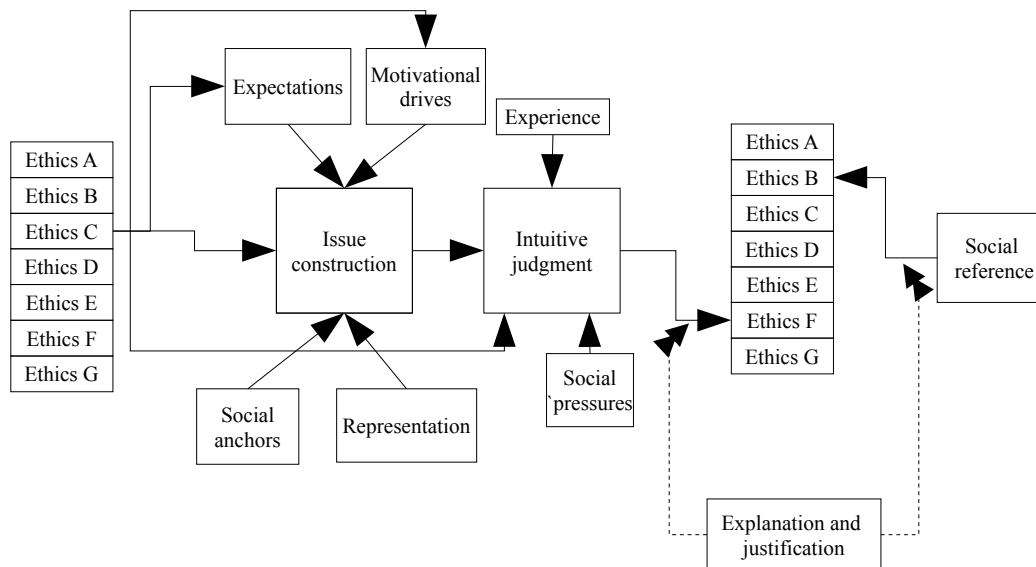 Expectations
Motivational
drives
Experience
Ethics A
Ethics B
Ethics C
Ethics D
Ethics E
Ethics F
Ethics G
Issue
construction
Intuitive
judgment
Ethics A
Ethics B
Ethics C
Ethics D
Ethics E
Ethics F
Ethics G
Social
reference
Social
anchors
Representation
Social
`pressures
Explanation and
justification